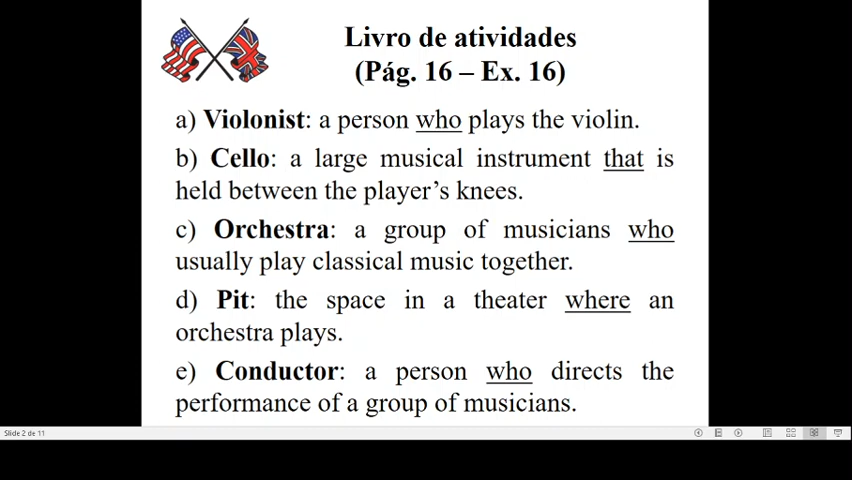 Livro de atividades
(Pág. 16 – Ex. 16)
a) Violonist: a person who plays the violin.
b) Cello: a large musical instrument that is
held between the player’s knees.
c) Orchestra: a group of musicians who
usually play classical music together.
d) Pit: the space in a theater where an
orchestra plays.
e) Conductor: a person who directs the
performance of a group of musicians.
Slide 2 de 11